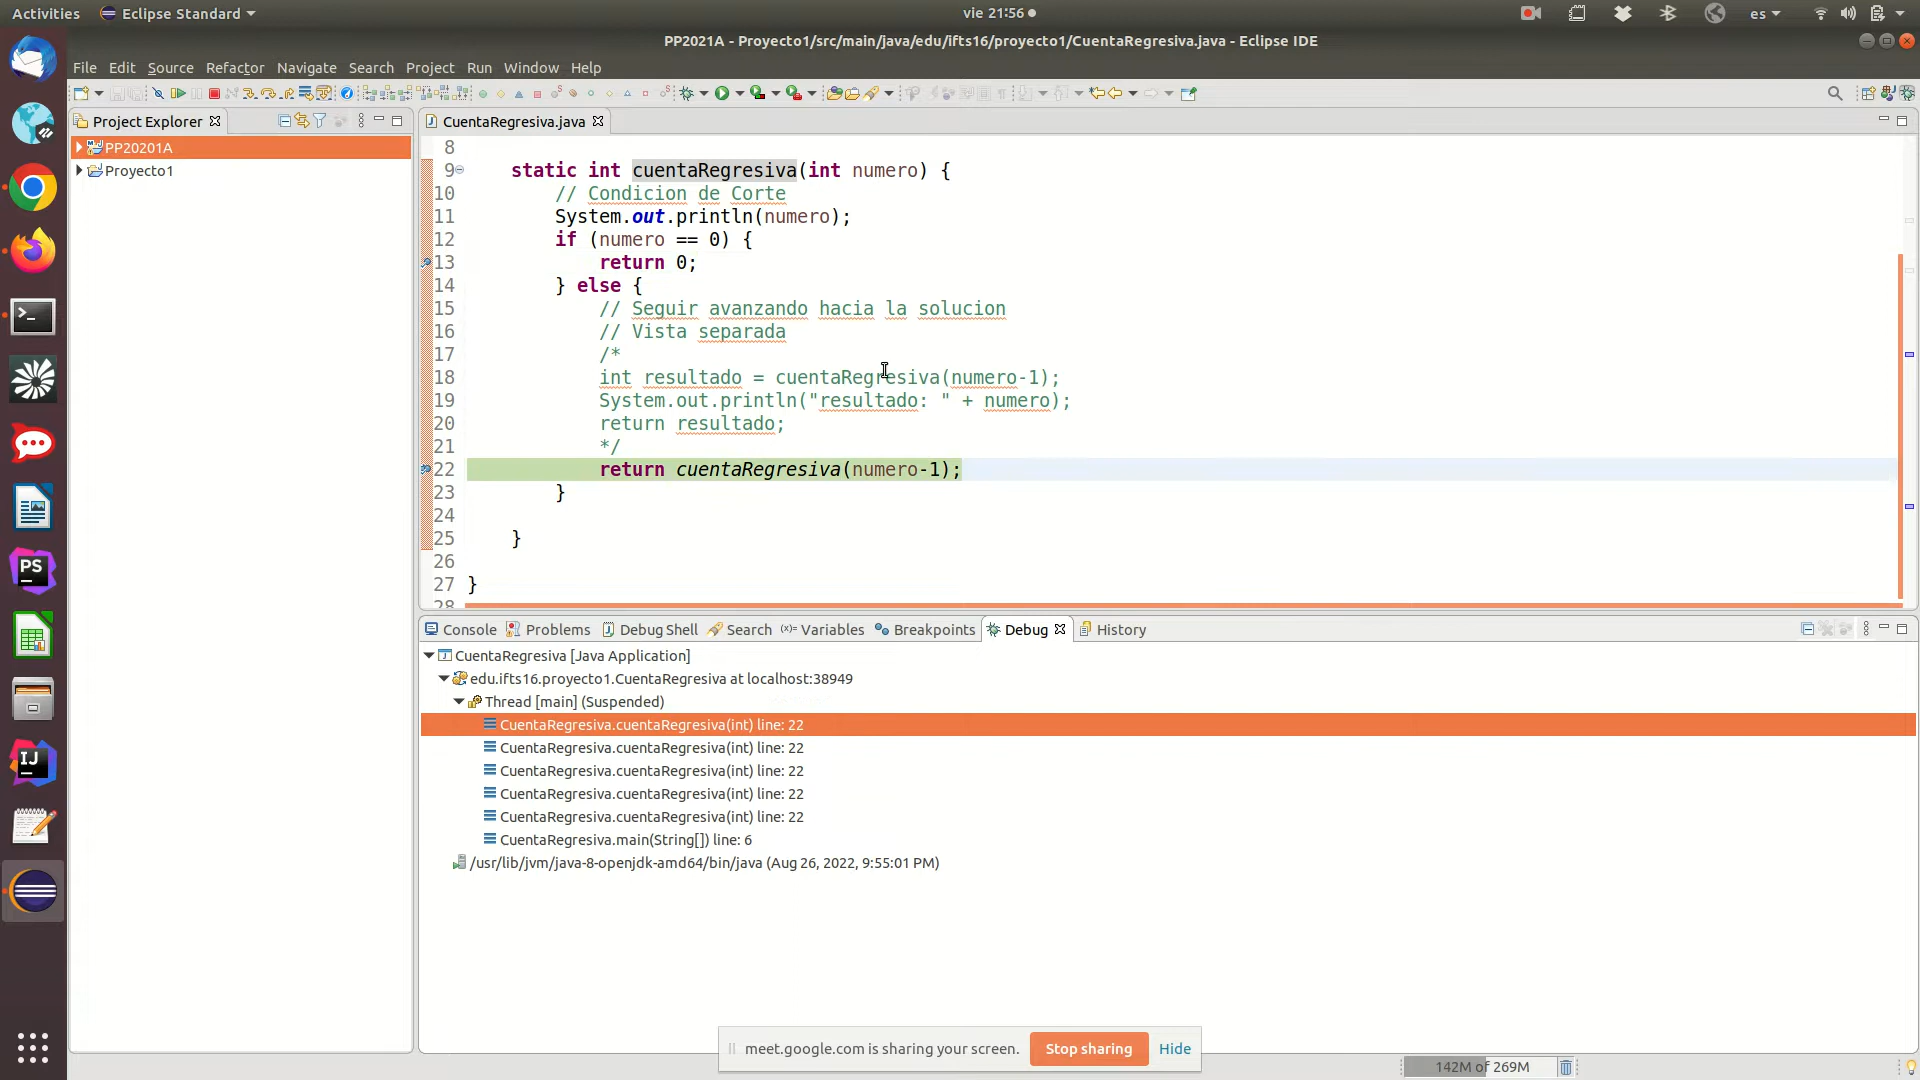 Activities
Eclipse Standard
vie 21:56
es
PP2021A - Proyecto1/src/main/java/edu/ifts16/proyecto1/CuentaRegresiva.java - Eclipse IDE
File Edit Source Refactor Navigate Search Project Run Window Help
Project Explorer
PP20201A
Proyecto1
CuentaRegresiva.java
8
9 static int cuentaRegresiva(int numero) {
10 // Condicion de Corte
11 System.out.println(numero);
12 if (numero == 0) {
13 return 0;
14 } else {
15 // Seguir avanzando hacia la solucion
16 // Vista separada
17 /*
18 int resultado = cuentaRegresiva(numero-1);
19 System.out.println("resultado: " + numero);
20 return resultado;
21 */
22 return cuentaRegresiva(numero-1);
23 }
24
25 }
26
27 }
28
Console Problems Debug Shell Search (x)= Variables Breakpoints Debug History
CuentaRegresiva [Java Application]
edu.ifts16.proyecto1.CuentaRegresiva at localhost:38949
Thread [main] (Suspended)
CuentaRegresiva.cuentaRegresiva(int) line: 22
CuentaRegresiva.cuentaRegresiva(int) line: 22
CuentaRegresiva.cuentaRegresiva(int) line: 22
CuentaRegresiva.cuentaRegresiva(int) line: 22
CuentaRegresiva.cuentaRegresiva(int) line: 22
CuentaRegresiva.main(String[]) line: 6
/usr/lib/jvm/java-8-openjdk-amd64/bin/java (Aug 26, 2022, 9:55:01 PM)
PS
IJ
meet.google.com is sharing your screen. Stop sharing Hide
142M of 269M